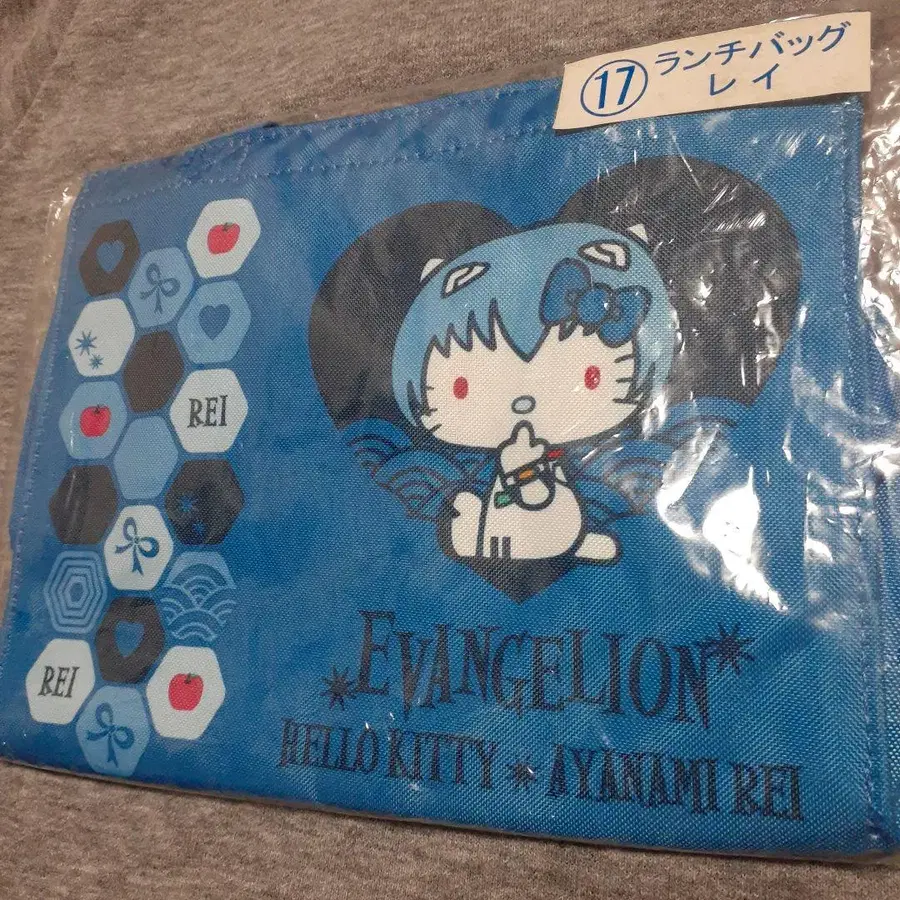 17 ランチバッグ
レイ
REI
REI
EVANGELION
HELLO KITTY * AYANAMI REI